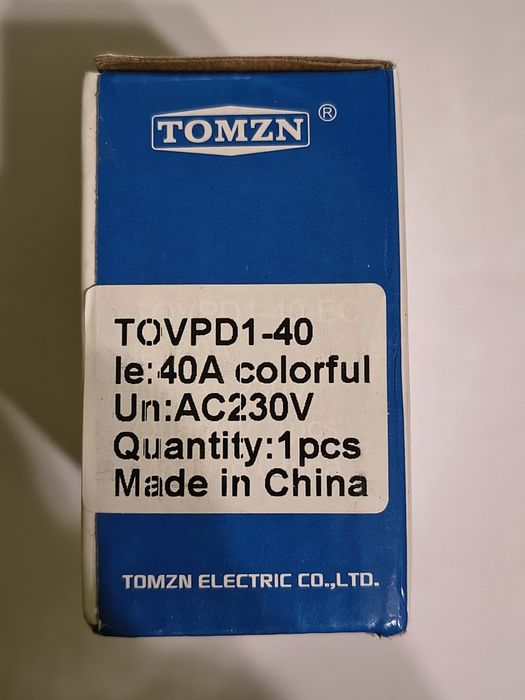 TOMZN ®
TOVPD1-40
Ie:40A colorful
Un:AC230V
Quantity:1pcs
Made in China
TOMZN ELECTRIC CO.,LTD.